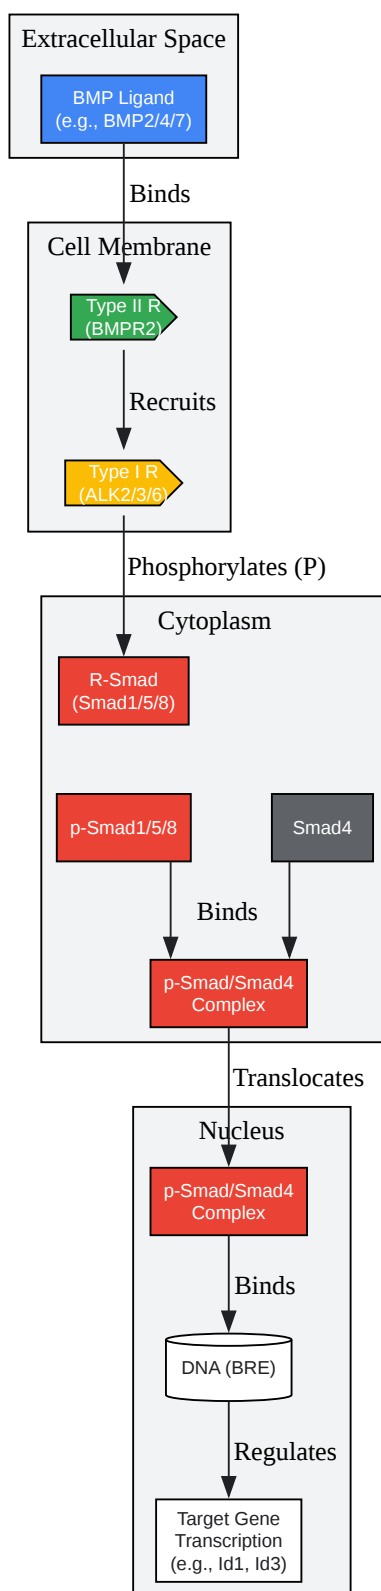 Extracellular Space
BMP Ligand
(e.g., BMP2/4/7)
Binds
Cell Membrane
Type II R
(BMPR2)
Recruits
Type I R
(ALK2/3/6)
Phosphorylates (P)
Cytoplasm
R-Smad
(Smad1/5/8)
p-Smad1/5/8
Smad4
Binds
p-Smad/Smad4
Complex
Translocates
Nucleus
p-Smad/Smad4
Complex
Binds
DNA (BRE)
Regulates
Target Gene
Transcription
(e.g., Id1, Id3)